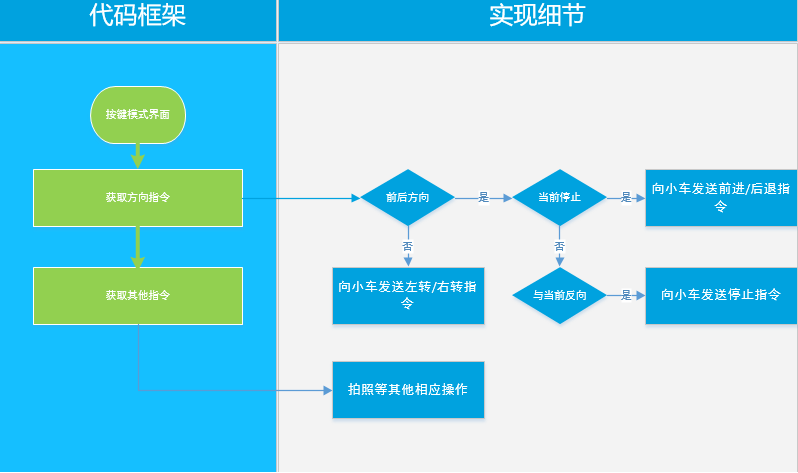 代码框架
实现细节
按键模式界面
获取方向指令
前后方向
是
当前停止
是
向小车发送前进/后退指
令
否
否
获取其他指令
向小车发送左转/右转指
令
与当前反向
是
向小车发送停止指令
拍照等其他相应操作